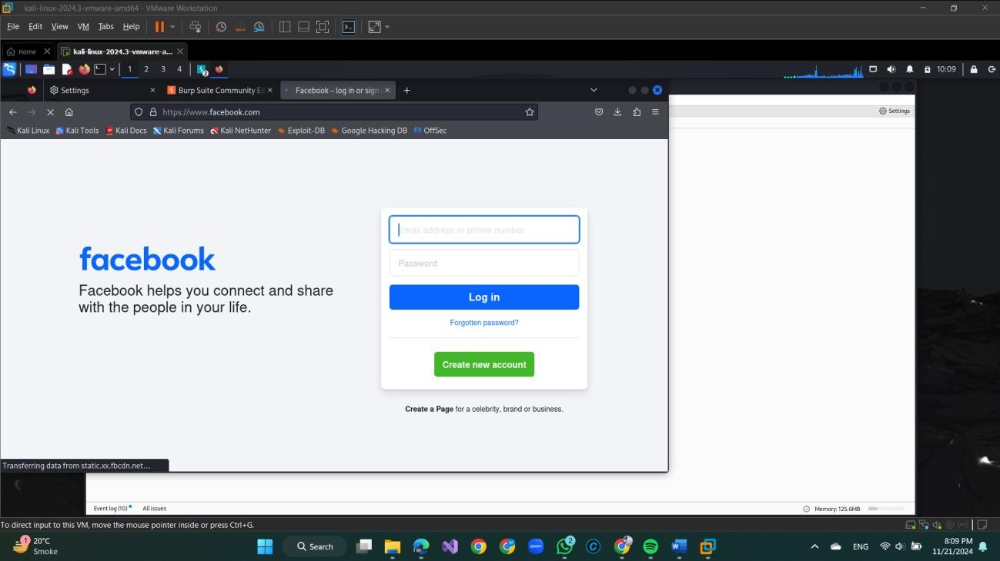 kali-linux-2024.3-vmware-amd64 - VMware Workstation
File Edit View VM Tabs Help
Home kali-linux-2024.3-vmware-a...
1 2 3 4 2 10:09
Settings Burp Suite Community Ed Facebook – log in or sign
https://www.facebook.com
Settings
Kali Linux Kali Tools Kali Docs Kali Forums Kali NetHunter Exploit-DB Google Hacking DB OffSec
Email address or phone number
facebook
Password
Facebook helps you connect and share
with the people in your life.
Log in
Forgotten password?
Create new account
Create a Page for a celebrity, brand or business.
Transferring data from static.xx.fbcdn.net...
Event log (10) All issues Memory: 125.6MB
To direct input to this VM, move the mouse pointer inside or press Ctrl+G.
1 20°C
Smoke
Search zoom 2 ENG
8:09 PM
11/21/2024